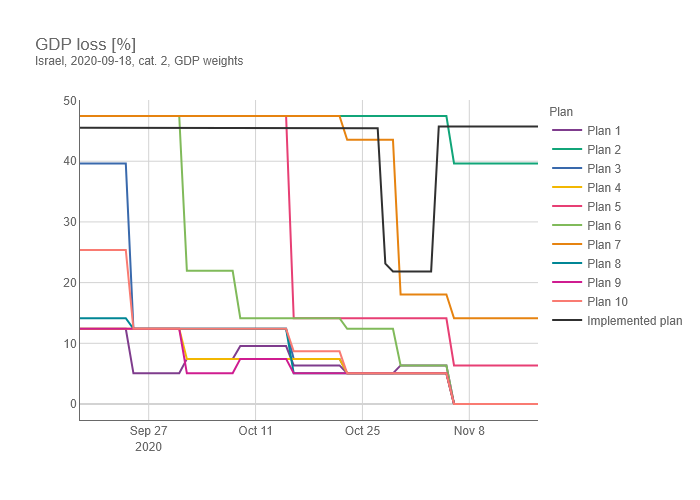 GDP loss [%]
Israel, 2020-09-18, cat. 2, GDP weights
50
40
30
20
10
0
Sep 27
2020
Oct 11
Oct 25
Nov 8
Plan
Plan 1
Plan 2
Plan 3
Plan 4
Plan 5
Plan 6
Plan 7
Plan 8
Plan 9
Plan 10
Implemented plan